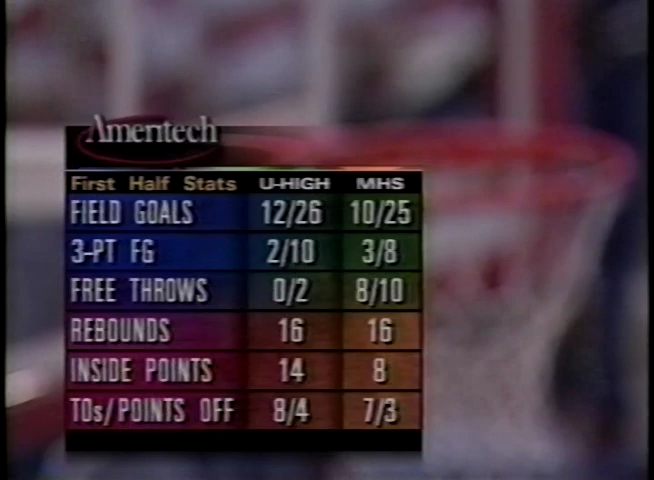 Ameritech
First Half Stats U-HIGH MHS
FIELD GOALS 12/26 10/25
3-PT FG 2/10 3/8
FREE THROWS 0/2 8/10
REBOUNDS 16 16
INSIDE POINTS 14 8
TOs/POINTS OFF 8/4 7/3